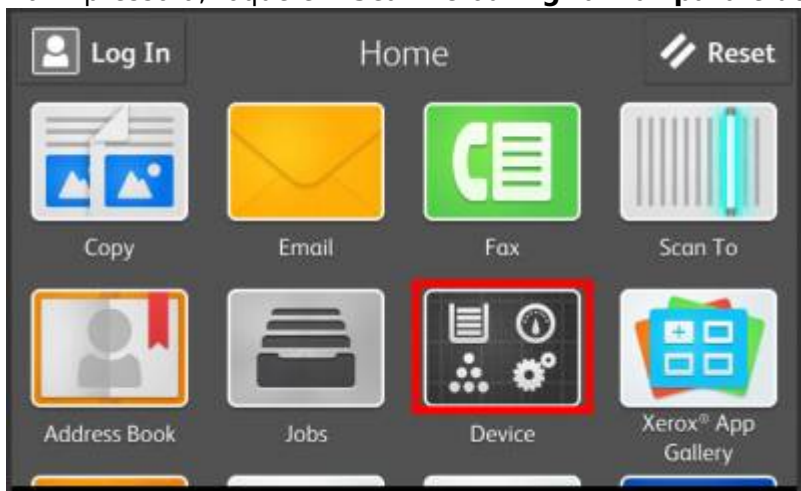 Log In
Home
Reset
Copy
Email
Fax
Scan To
Address Book
Jobs
Device
Xerox® App
Gallery